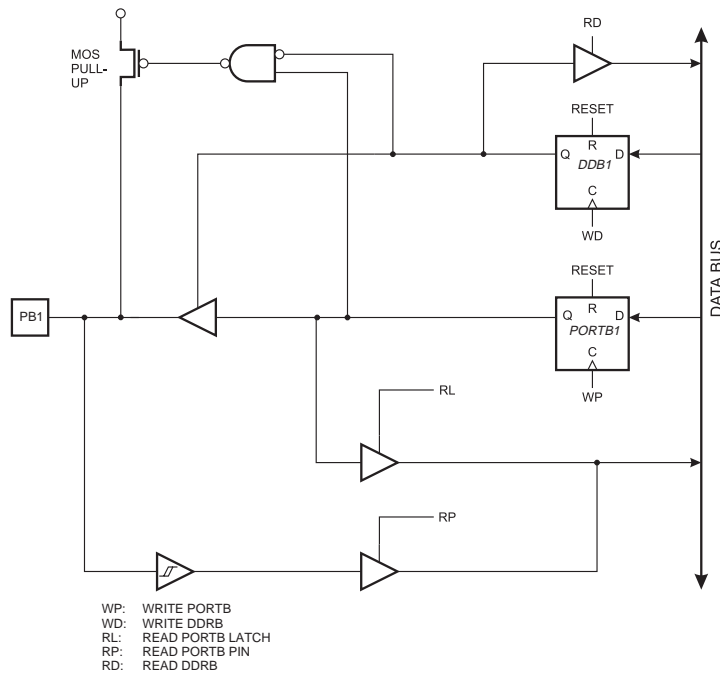 MOS
PULL-
UP
RD
RESET
R
Q D
DDB1
C
WD
RESET
R
PB1
Q D
PORTB1
C
WP
DATA BUS
RL
RP
WP: WRITE PORTB
WD: WRITE DDRB
RL: READ PORTB LATCH
RP: READ PORTB PIN
RD: READ DDRB